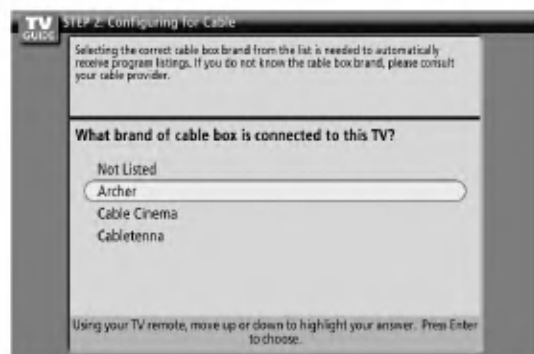 TV
GUIDE
STEP 2: Configuring for Cable
Selecting the correct cable box brand from the list is needed to automatically
receive program listings. If you do not know the cable box brand, please consult
your cable provider.
What brand of cable box is connected to this TV?
Not Listed
Archer
Cable Cinema
Cabletenna
Using your TV remote, move up or down to highlight your answer. Press Enter
to choose.